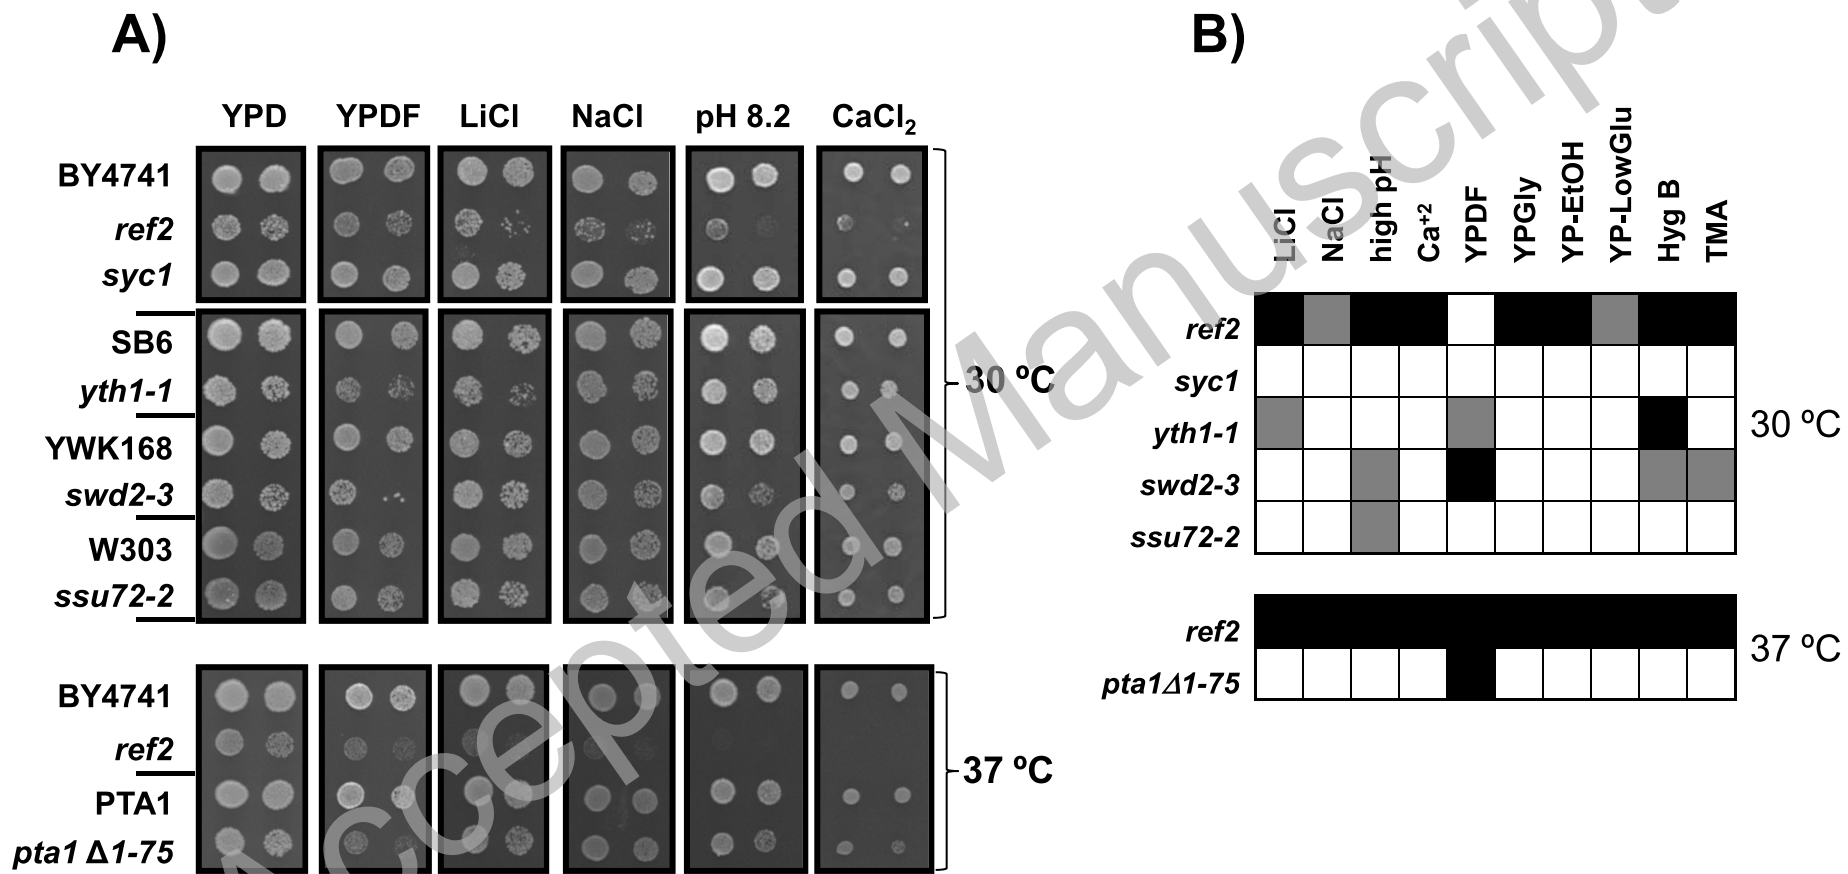 A)
YPD YPDF LiCl NaCl pH 8.2 CaCl2
BY4741
ref2
syc1
SB6
yth1-1
YWK168
swd2-3
W303
ssu72-2
30 ºC
BY4741
ref2
PTA1
pta1 Δ1-75
37 ºC
B)
LiCl
NaCl
high pH
Ca+2
YPDF
YPGly
YP-EtOH
YP-LowGlu
Hyg B
TMA
ref2
syc1
yth1-1
swd2-3
ssu72-2
30 ºC
ref2
pta1Δ1-75
37 ºC
Accepted Manuscript